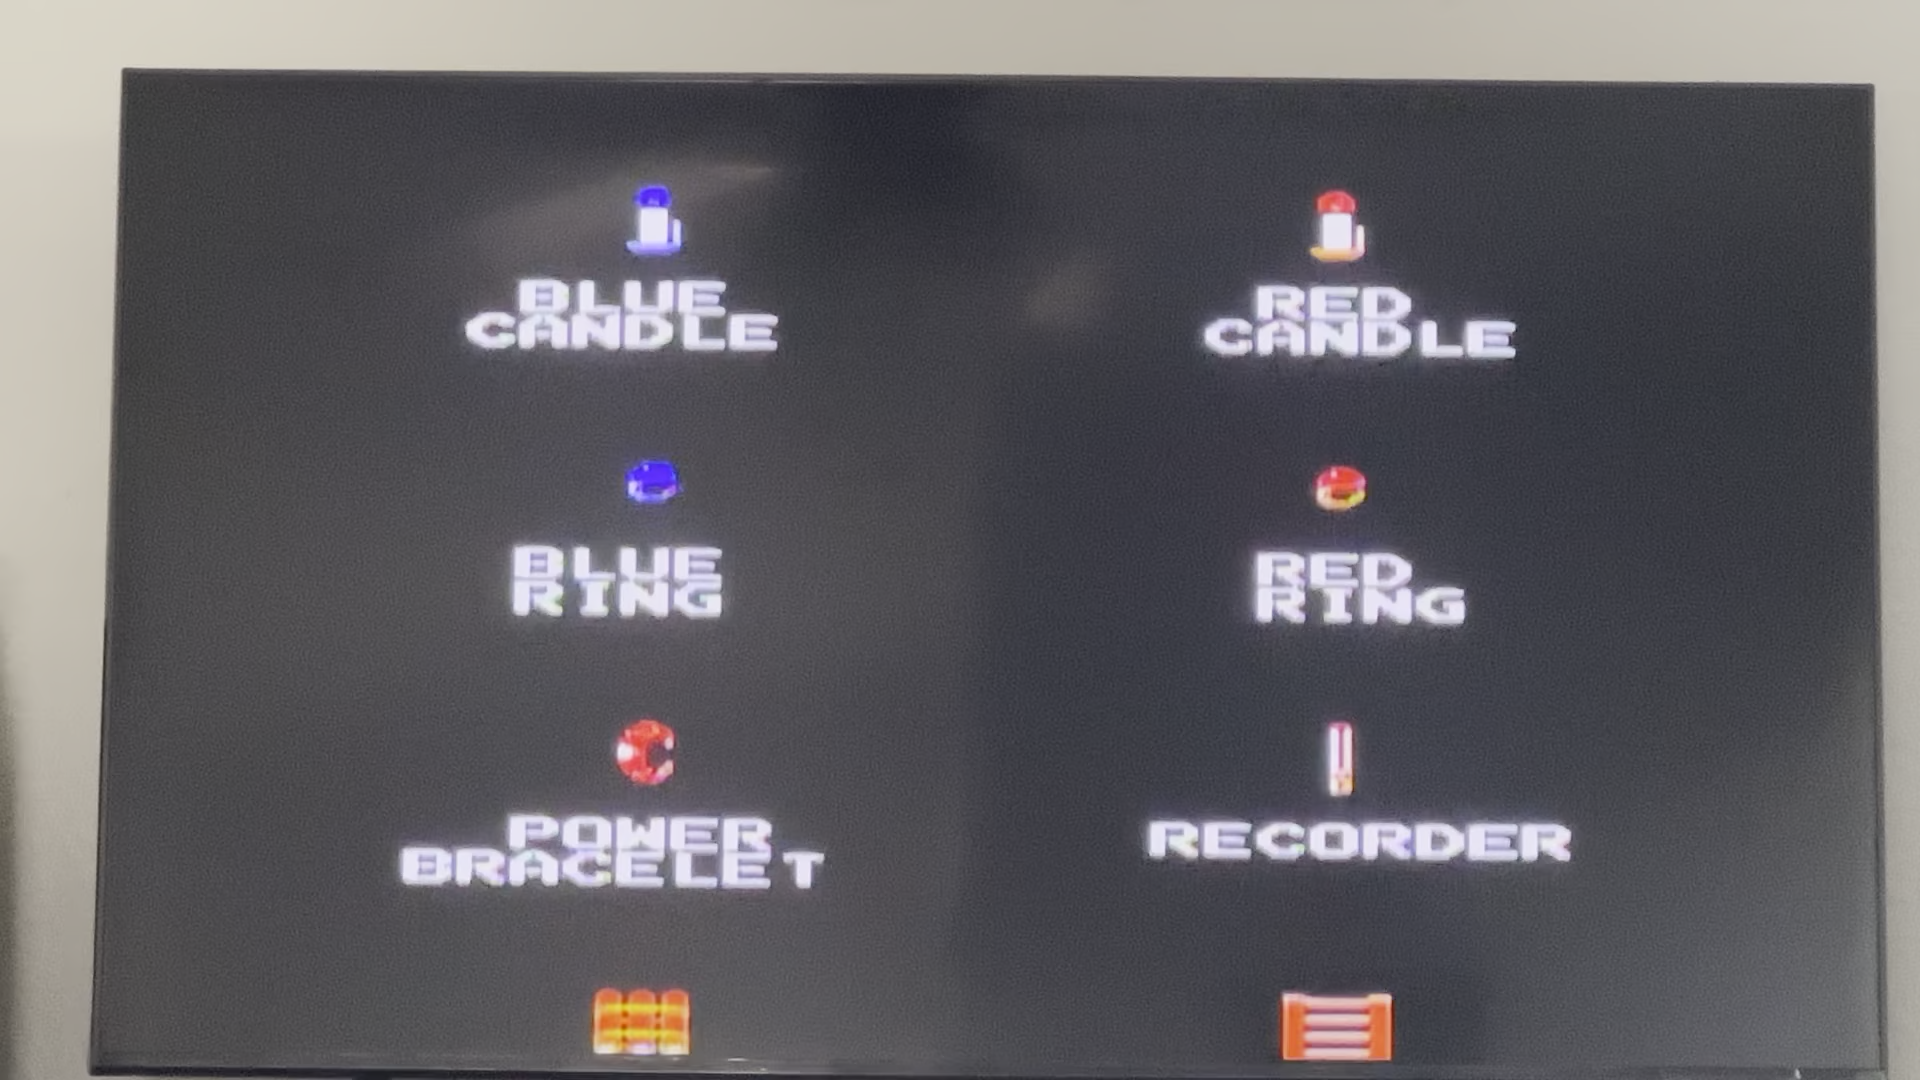 BLUE
CANDLE
RED
CANDLE
BLUE
RING
RED
RING
POWER
BRACELET
RECORDER